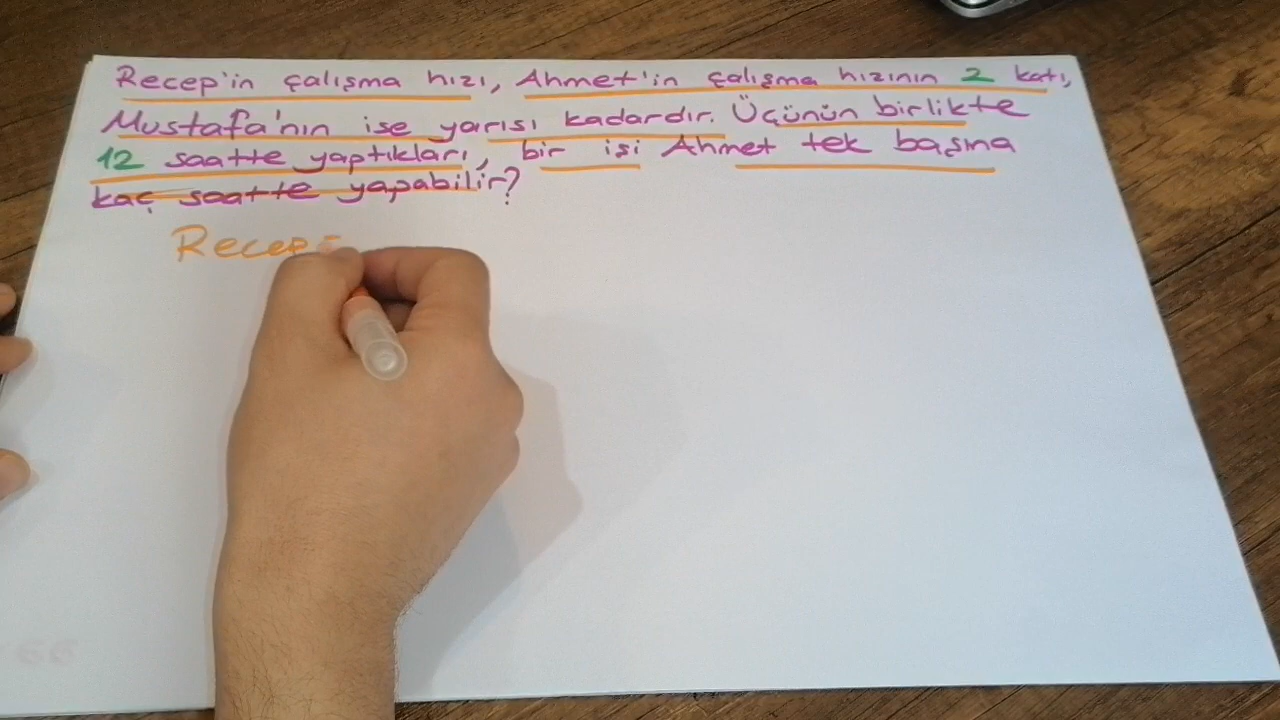 Recep'in çalışma hızı, Ahmet'in çalışma hızının 2 katı,
Mustafa'nın ise yarısı kadardır. Üçünün birlikte
12 saatte yaptıkları, bir işi Ahmet tek başına
kaç saatte yapabilir?
Recep